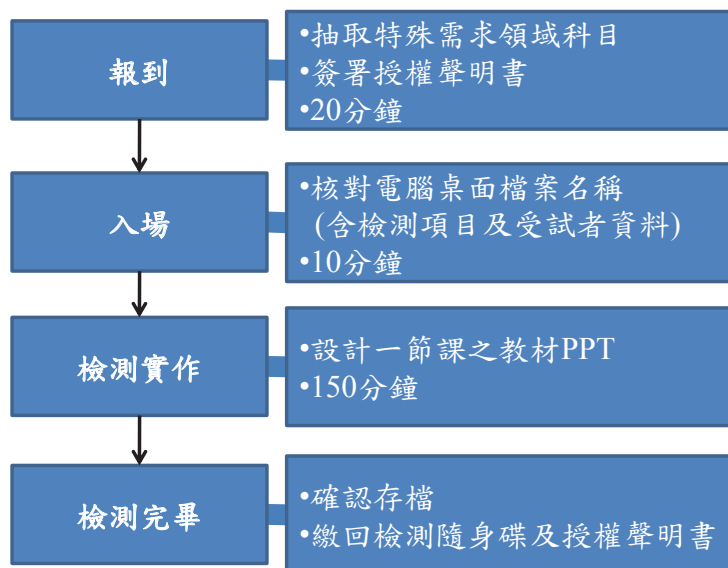 報到
•抽取特殊需求領域科目
•簽署授權聲明書
•20分鐘
入場
•核對電腦桌面檔案名稱
(含檢測項目及受試者資料)
•10分鐘
檢測實作
•設計一節課之教材PPT
•150分鐘
檢測完畢
•確認存檔
•繳回檢測隨身碟及授權聲明書